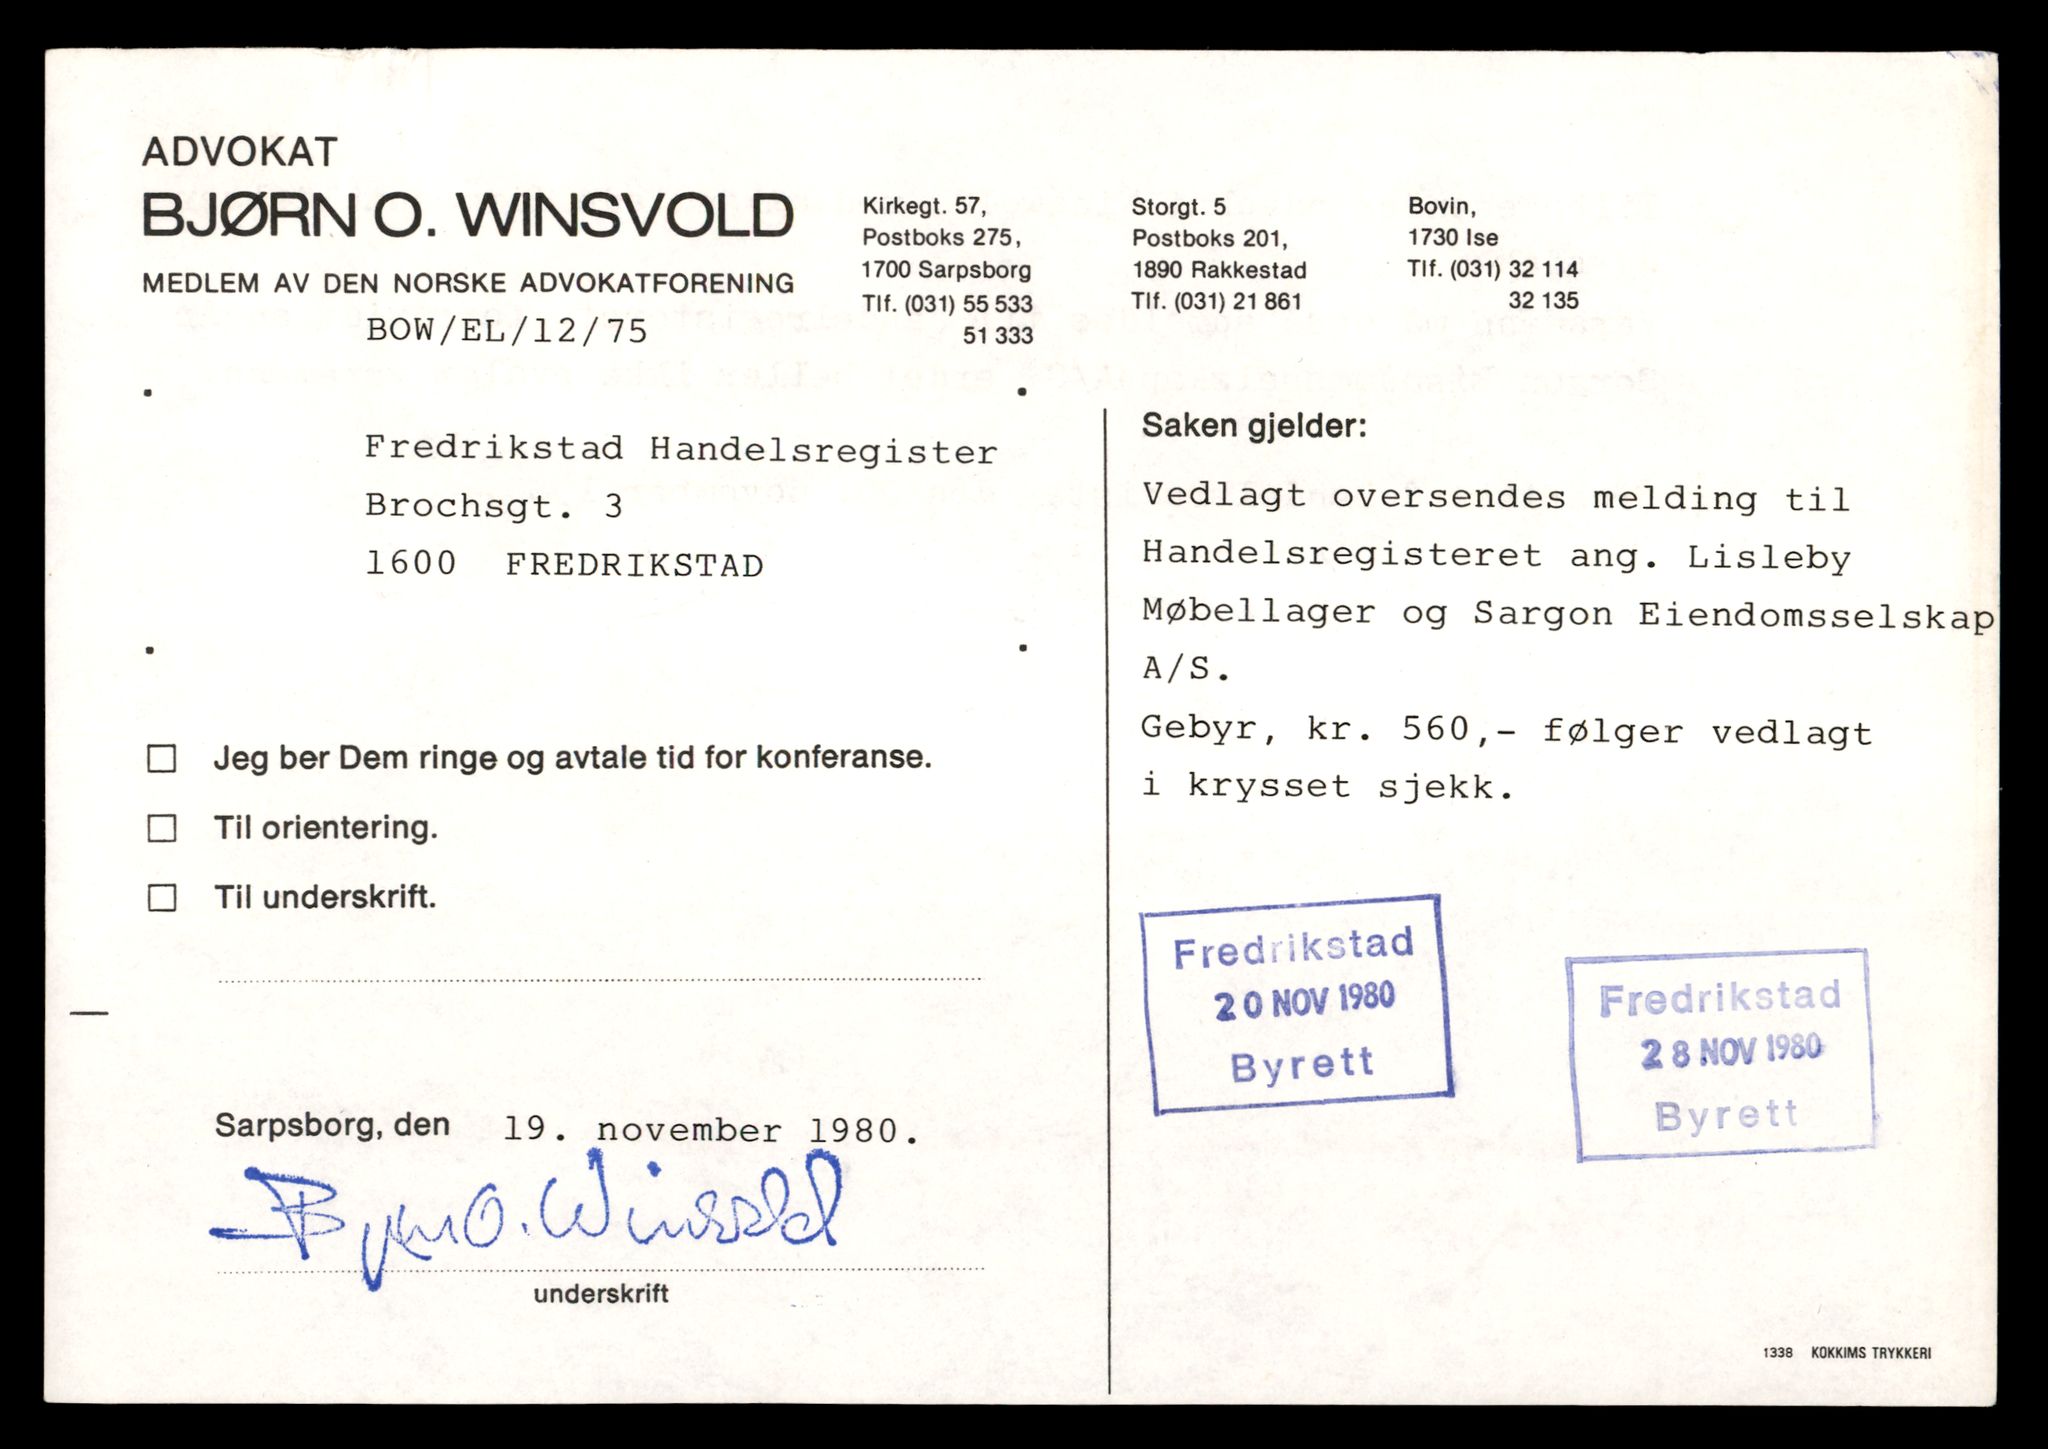 ADVOKAT
BJØRN O. WINSVOLD
MEDLEM AV DEN NORSKE ADVOKATFORENING
BOW/EL/12/75
Kirkegt. 57,
Postboks 275,
1700 Sarpsborg
Tlf. (031) 55 533
51 333
Storgt. 5
Postboks 201,
1890 Rakkestad
Tlf. (031) 21 861
Bovin,
1730 Ise
Tlf. (031) 32 114
32 135
Fredrikstad Handelsregister
Brochsgt. 3
1600 FREDRIKSTAD
Jeg ber Dem ringe og avtale tid for konferanse.
Til orientering.
Til underskrift.
Sarpsborg, den 19. november 1980.
Bjørn O. Winsvold
underskrift
Saken gjelder:
Vedlagt oversendes melding til
Handelsregisteret ang. Lisleby
Møbellager og Sargon Eiendomsselskap
A/S.
Gebyr, kr. 560,- følger vedlagt
i krysset sjekk.
Fredrikstad
20 NOV 1980
Byrett
Fredrikstad
28 NOV 1980
Byrett
1338 KOKKIMS TRYKKERI